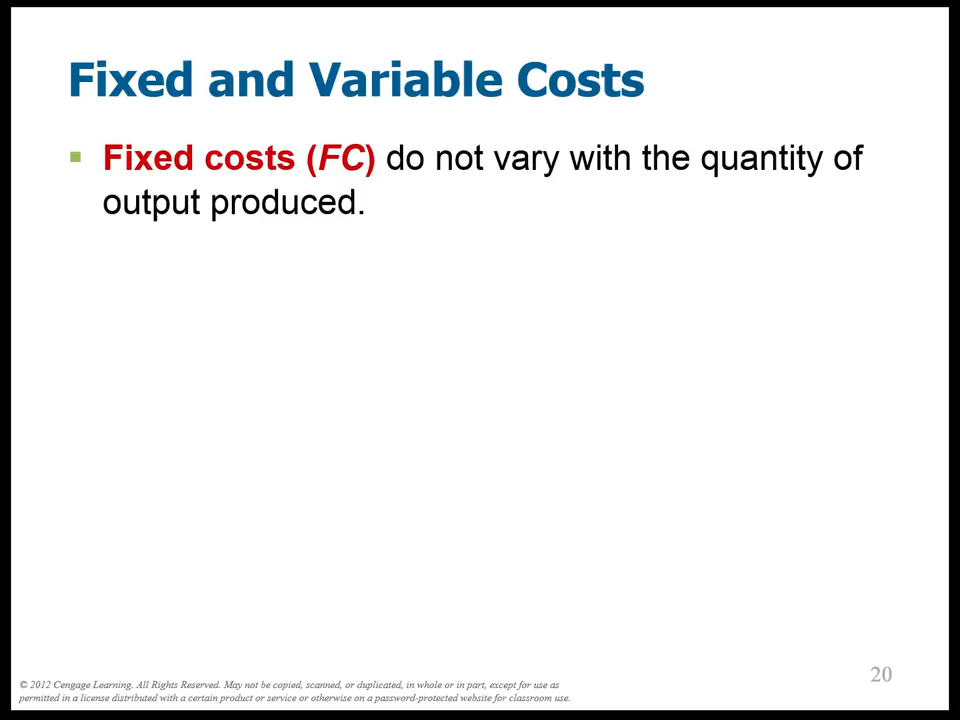 Fixed and Variable Costs
▪ Fixed costs (FC) do not vary with the quantity of
output produced.
20
© 2012 Cengage Learning. All Rights Reserved. May not be copied, scanned, or duplicated, in whole or in part, except for use as
permitted in a license distributed with a certain product or service or otherwise on a password-protected website for classroom use.